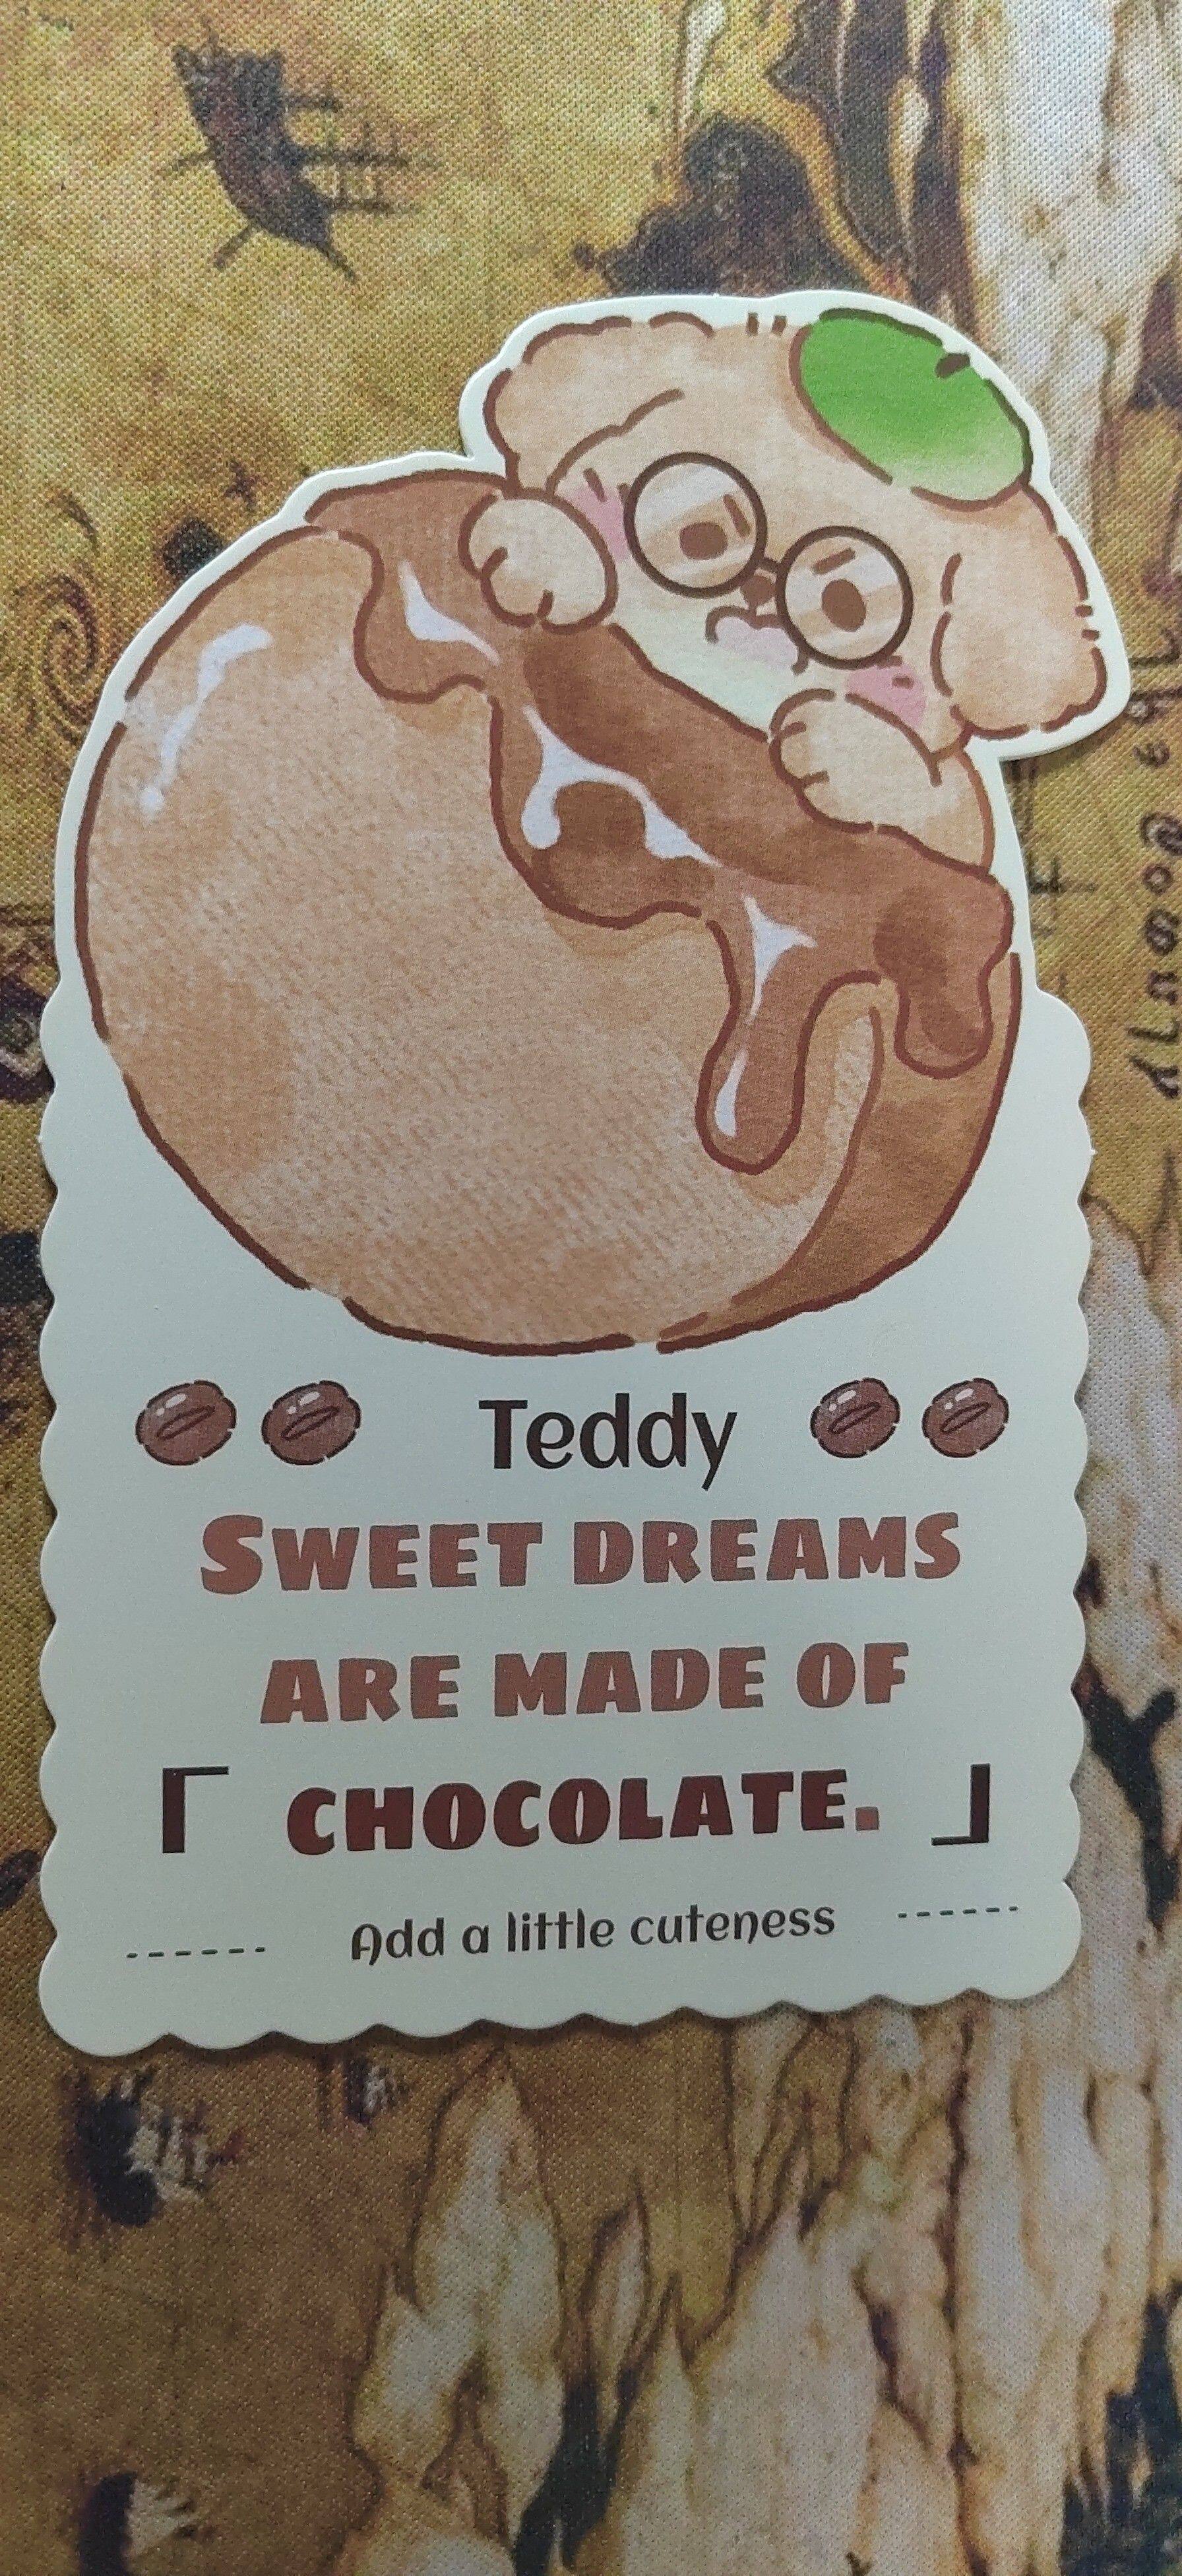 Teddy
SWEET DREAMS
ARE MADE OF
「 CHOCOLATE. 」
------ Add a little cuteness ------